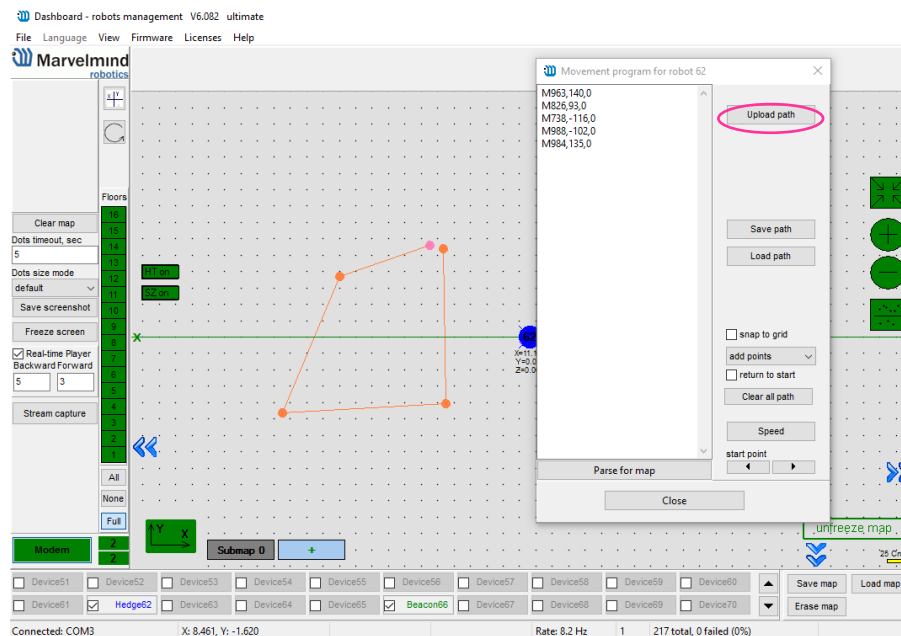 Dashboard - robots management V6.082 ultimate
File Language View Firmware Licenses Help
Marvelmind
robotics
Clear map
Dots timeout, sec
5
Dots size mode
default
Save screenshot
Freeze screen
Real-time Player
Backward Forward
5 3
Stream capture
x Y
Floors
16
15
14
13
12
11
10
9
8
7
6
5
4
3
2
1
All
None
Full
Modem
2
2
HT on
SZ on
X
62
Y X
Submap 0
+
Movement program for robot 62
M963,140,0
M826,93,0
M738,-116,0
M988,-102,0
M984,135,0
Upload path
Save path
Load path
snap to grid
add points
return to start
Clear all path
Speed
start point
Parse for map
Close
unfreeze map
Device51 Device52 Device53 Device54 Device55 Device56 Device57 Device58 Device59 Device60
Save map Load map
Device61 Hedge62 Device63 Device64 Device65 Beacon66 Device67 Device68 Device69 Device70
Erase map
Connected: COM3 X: 8.461, Y: -1.620 Rate: 8.2 Hz 1 217 total, 0 failed (0%)